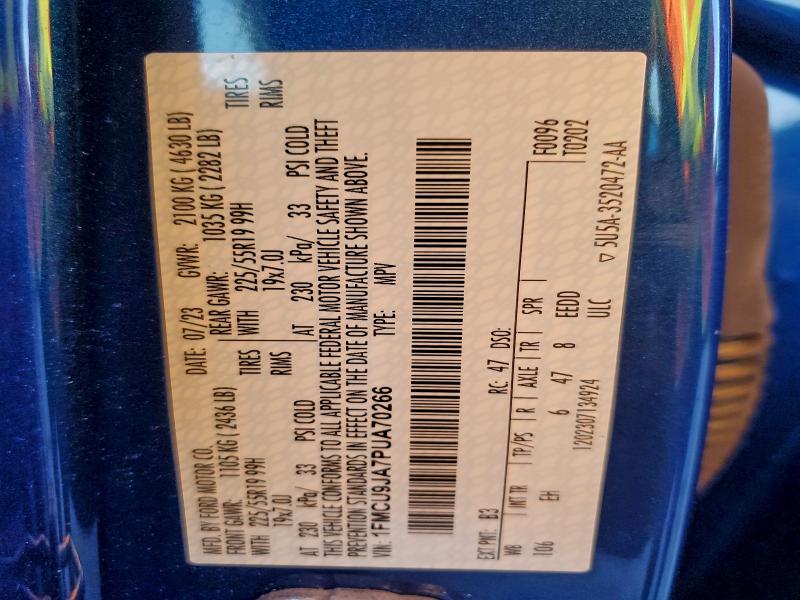 MFD. BY FORD MOTOR CO.
DATE: 07/23 GVWR: 2100 KG ( 4630 LB)
FRONT GAWR: 1105 KG ( 2436 LB) REAR GAWR: 1035 KG ( 2282 LB)
WITH 225/55R19 99H TIRES WITH 225/55R19 99H TIRES
19x7.0J RIMS 19x7.0J RIMS
AT 230 kPa/ 33 PSI COLD AT 230 kPa/ 33 PSI COLD
THIS VEHICLE CONFORMS TO ALL APPLICABLE FEDERAL MOTOR VEHICLE SAFETY AND THEFT
PREVENTION STANDARDS IN EFFECT ON THE DATE OF MANUFACTURE SHOWN ABOVE.
VIN: 1FMCU9JA7PUA70266 TYPE: MPV
F0096
EXT PNT: B3 RC: 47 DSO: T0202
WB INT TR TP/PS R AXLE TR SPR
106 EH 6 47 8 EEDD
1202307134924 ULC
▽ 5U5A-3520472-AA